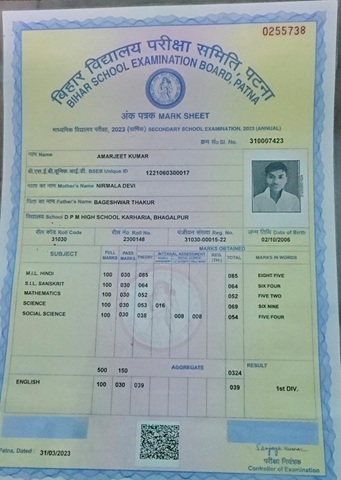 0255738
बिहार विद्यालय परीक्षा समिति, पटना
BIHAR SCHOOL EXAMINATION BOARD, PATNA
अंक पत्रक MARK SHEET
माध्यमिक विद्यालय परीक्षा, 2023 (वार्षिक) SECONDARY SCHOOL EXAMINATION, 2023 (ANNUAL)
क्रम सं०/Sl. No. 310007423
नाम Name AMARJEET KUMAR
बी.एस.ई.बी.यूनिक.आई.डी. BSEB Unique ID 1221060300017
माता का नाम Mother's Name NIRMALA DEVI
पिता का नाम Father's Name BAGESHWAR THAKUR
विद्यालय School D P M HIGH SCHOOL KARHARIA, BHAGALPUR
रौल कोड Roll Code रौल नं० Roll No. पंजीयन संख्या Reg. No. जन्म तिथि Date of Birth
31030 2300148 31030-00015-22 02/10/2006
SUBJECT FULL MARKS PASS MARKS THEORY INTERNAL ASSESSMENT REG. (TH.) MARKS OBTAINED TOTAL MARKS IN WORDS
M.I.L. HINDI 100 030 085 085 EIGHT FIVE
S.I.L. SANSKRIT 100 030 064 064 SIX FOUR
MATHEMATICS 100 030 052 052 FIVE TWO
SCIENCE 100 030 053 016 069 SIX NINE
SOCIAL SCIENCE 100 030 038 008 008 054 FIVE FOUR
500 150 AGGREGATE 0324 RESULT
ENGLISH 100 030 039 039 1st DIV.
Patna, Dated : 31/03/2023
परीक्षा नियंत्रक
Controller of Examination